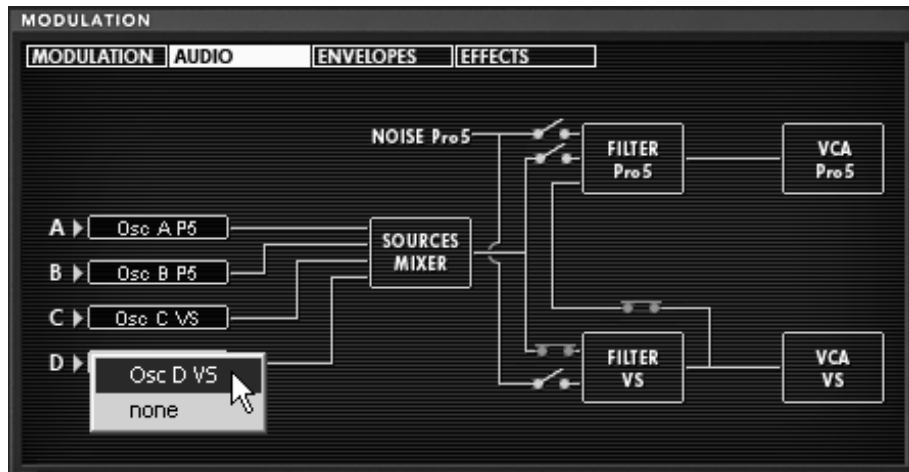 MODULATION
MODULATION AUDIO ENVELOPES EFFECTS
NOISE Pro5
FILTER
Pro5
VCA
Pro5
A Osc A P5
B Osc B P5
C Osc C VS
D
SOURCES
MIXER
Osc D VS
none
FILTER
VS
VCA
VS